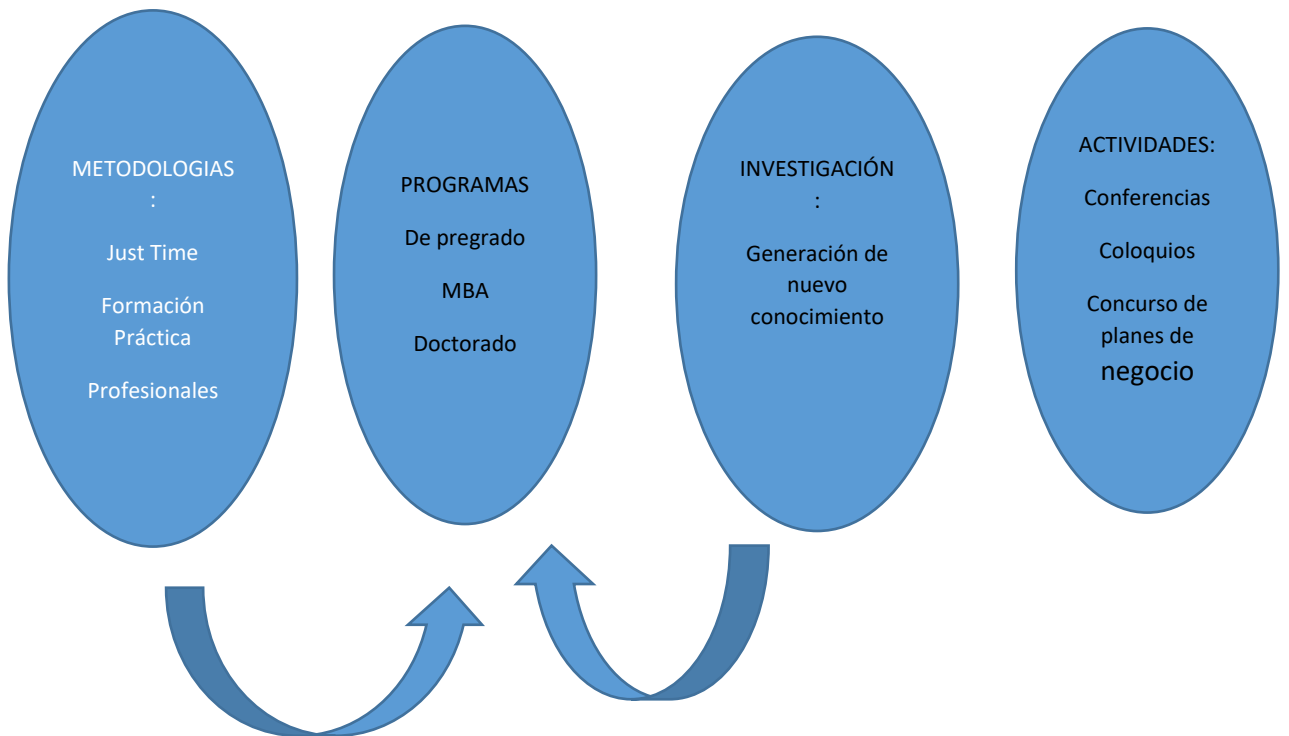 METODOLOGIAS
:
Just Time
Formación
Práctica
Profesionales
PROGRAMAS
De pregrado
MBA
Doctorado
INVESTIGACIÓN
:
Generación de
nuevo
conocimiento
ACTIVIDADES:
Conferencias
Coloquios
Concurso de
planes de
negocio